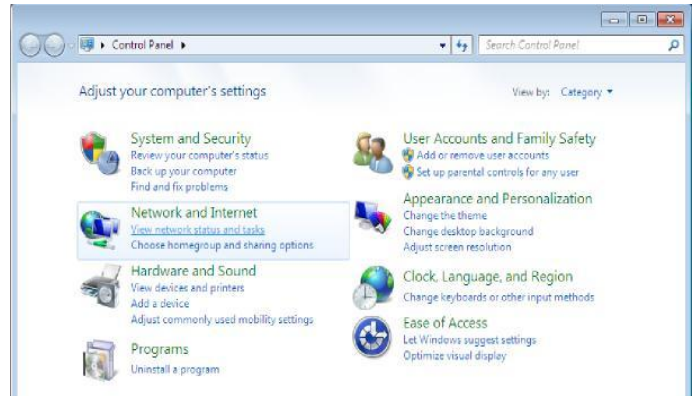 Control Panel
Search Control Panel
Adjust your computer's settings
View by: Category
System and Security
Review your computer's status
Back up your computer
Find and fix problems
Network and Internet
View network status and tasks
Choose homegroup and sharing options
Hardware and Sound
View devices and printers
Add a device
Adjust commonly used mobility settings
Programs
Uninstall a program
User Accounts and Family Safety
Add or remove user accounts
Set up parental controls for any user
Appearance and Personalization
Change the theme
Change desktop background
Adjust screen resolution
Clock, Language, and Region
Change keyboards or other input methods
Ease of Access
Let Windows suggest settings
Optimize visual display